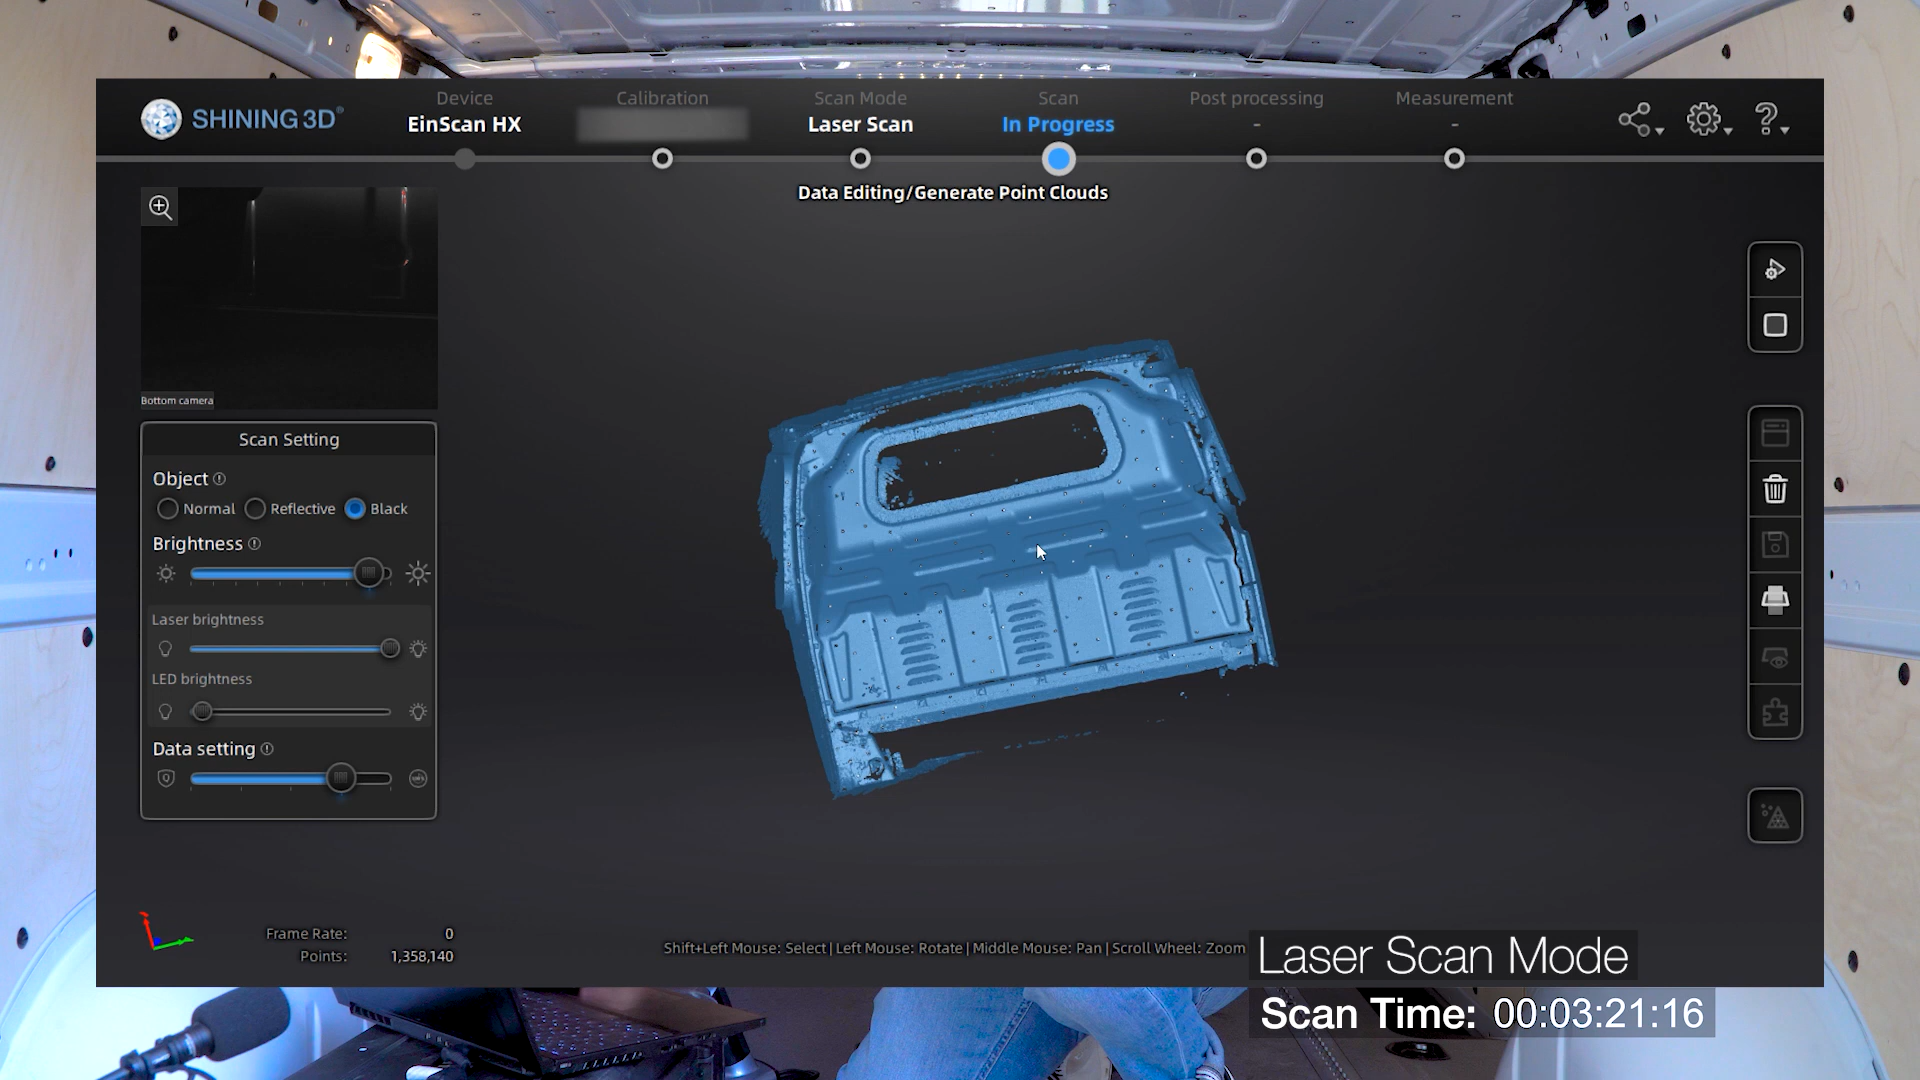 SHINING 3D®
Device
EinScan HX
Calibration
Scan Mode
Laser Scan
Scan
In Progress
Post processing
-
Measurement
-
Data Editing/Generate Point Clouds
Bottom camera
Scan Setting
Object
Normal
Reflective
Black
Brightness
Laser brightness
LED brightness
Data setting
Frame Rate: 0
Points: 1,358,140
Shift+Left Mouse: Select|Left Mouse: Rotate|Middle Mouse: Pan|Scroll Wheel: Zoom
Laser Scan Mode
Scan Time: 00:03:21:16